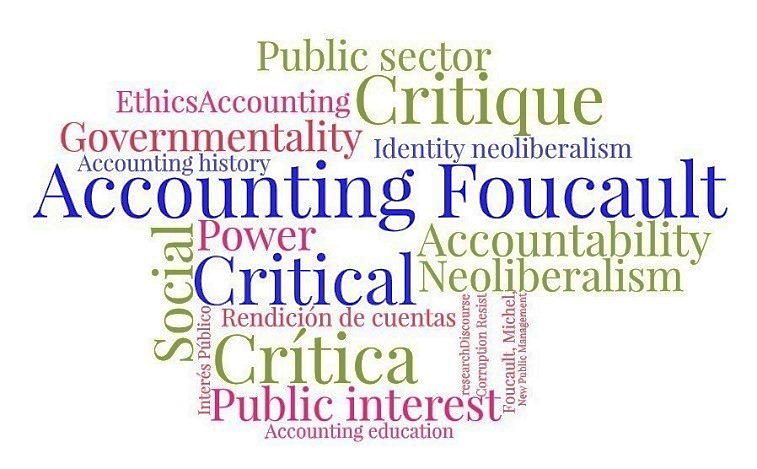 Public sector
EthicsAccounting
Critique
Governmentality
Identity neoliberalism
Accounting history
Accounting Foucault
Social
Power
Accountability
Critical
Neoliberalism
Rendición de cuentas
Interés Público
Crítica
researchDiscourse
Corruption Resist
Foucault, Michel,
New Public Management
Public interest
Accounting education